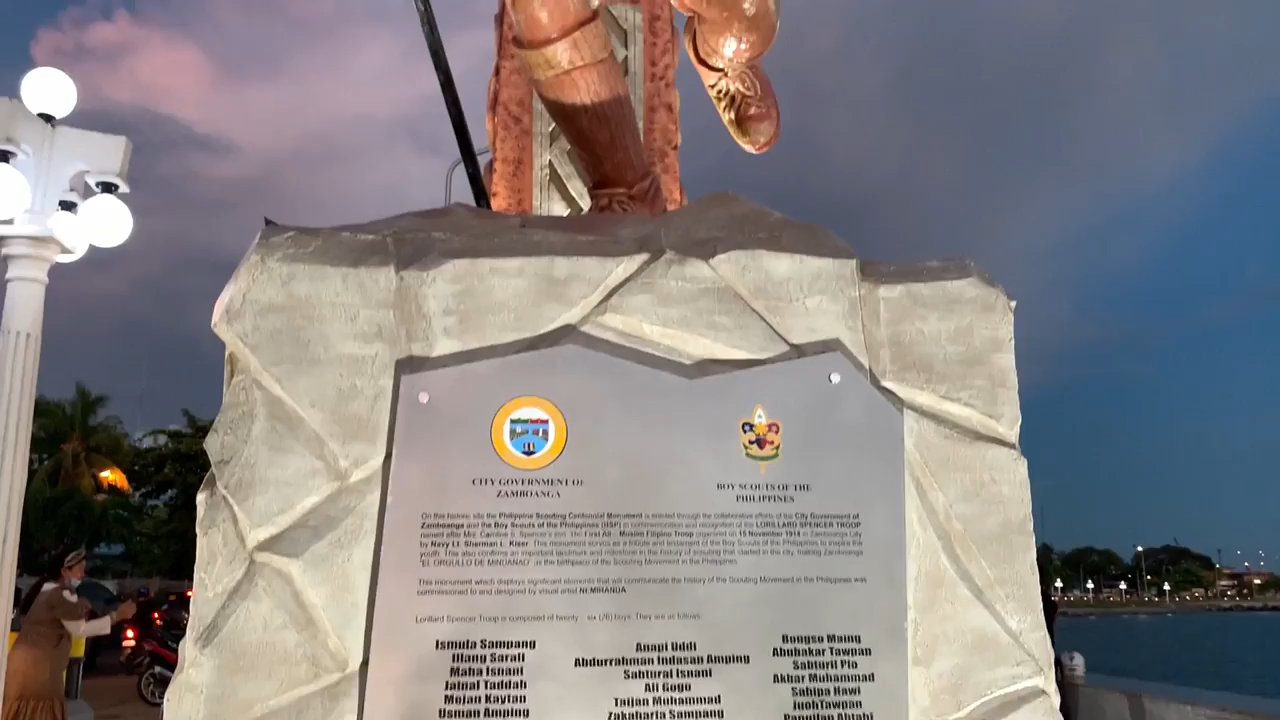 CITY GOVERNMENT OF
ZAMBOANGA
BOY SCOUTS OF THE
PHILIPPINES
On this historic site the Philippine Scouting Centennial Monument is erected through the collaborative efforts of the City Government of
Zamboanga and the Boy Scouts of the Philippines (BSP) in commemoration and recognition of the LORILLARD SPENCER TROOP
named after Mrs. Caroline S. Spencer's son. The First All - Muslim Filipino Troop organized on 15 November 1914 in Zamboanga City
by Navy Lt. Sherman L. Kiser. This monument serves as a tribute and testament of the Boy Scouts of the Philippines to inspire the
youth. This also confirms an important landmark and milestone in the history of scouting that started in the city, making Zamboanga
"EL ORGULLO DE MINDANAO" as the birthplace of the Scouting Movement in the Philippines.
This monument which displays significant elements that will communicate the history of the Scouting Movement in the Philippines was
commissioned to and designed by visual artist NEMIRANDA.
Lorillard Spencer Troop is composed of twenty - six (26) boys. They are as follows:
Ismula Sampang
Ulang Sarali
Maha Isnani
Jainal Taddah
Mojan Kaytan
Usman Amping
Anapi Uddi
Abdurrahman Indasan Amping
Sahtural Isnani
Ali Gogo
Taijan Muhammad
Zakaharia Sampang
Bongso Maing
Abubakar Tawpan
Sabturil Pio
Akbar Muhammad
Sahipa Nawi
JuohTawpan
Pangilan Abtahi